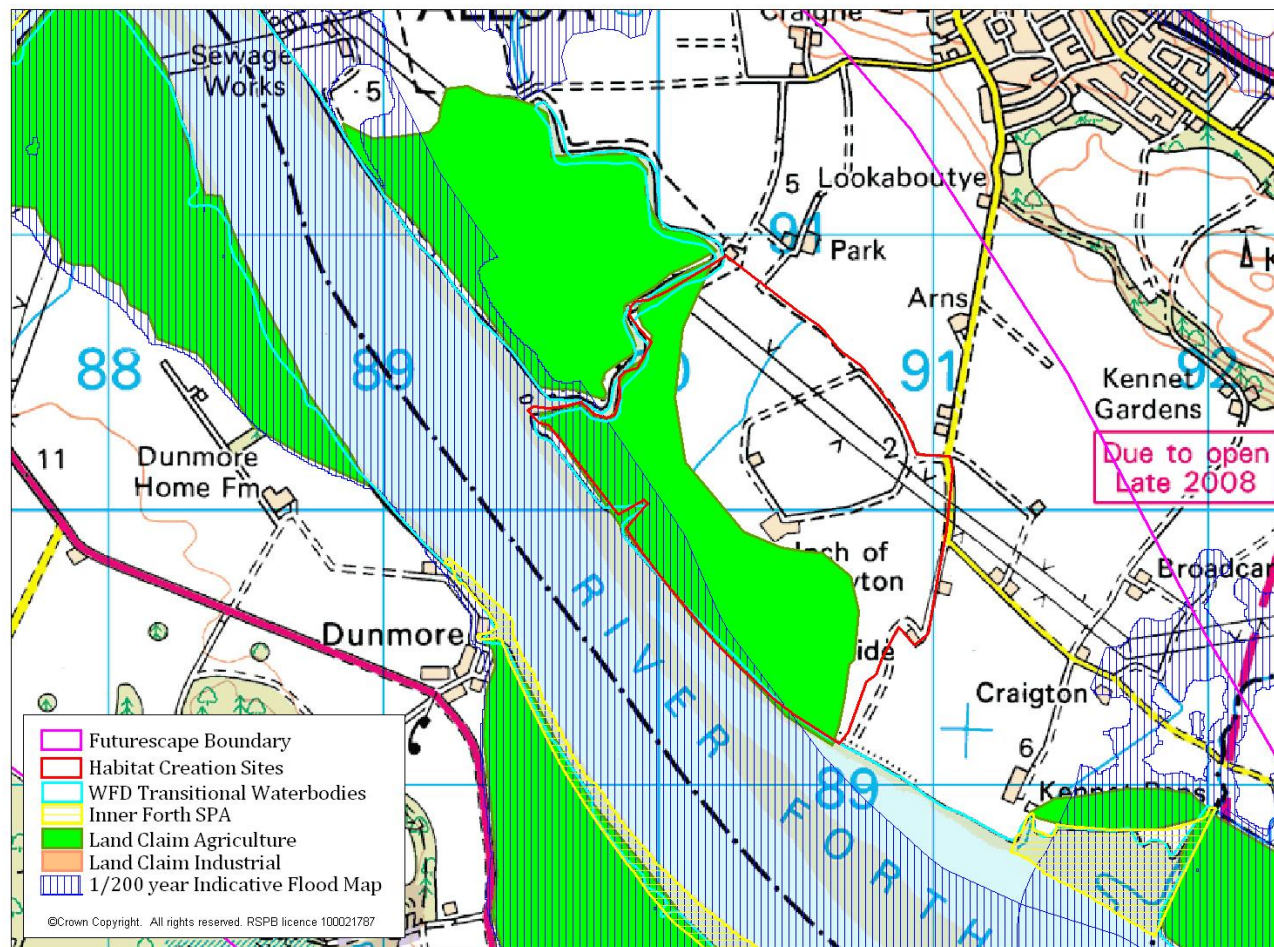 Sewage
Works
5
5
Lookaboutye
91
Park
Arns
88
89
91
92
Kennet
Gardens
Due to open
Late 2008
11
Dunmore
Home Fm
2
Inch of
Broadcar
Dunmore
RIVER FORTH
Craigton
6
89
Futurescape Boundary
Habitat Creation Sites
WFD Transitional Waterbodies
Inner Forth SPA
Land Claim Agriculture
Land Claim Industrial
1/200 year Indicative Flood Map
©Crown Copyright. All rights reserved. RSPB licence 100021787